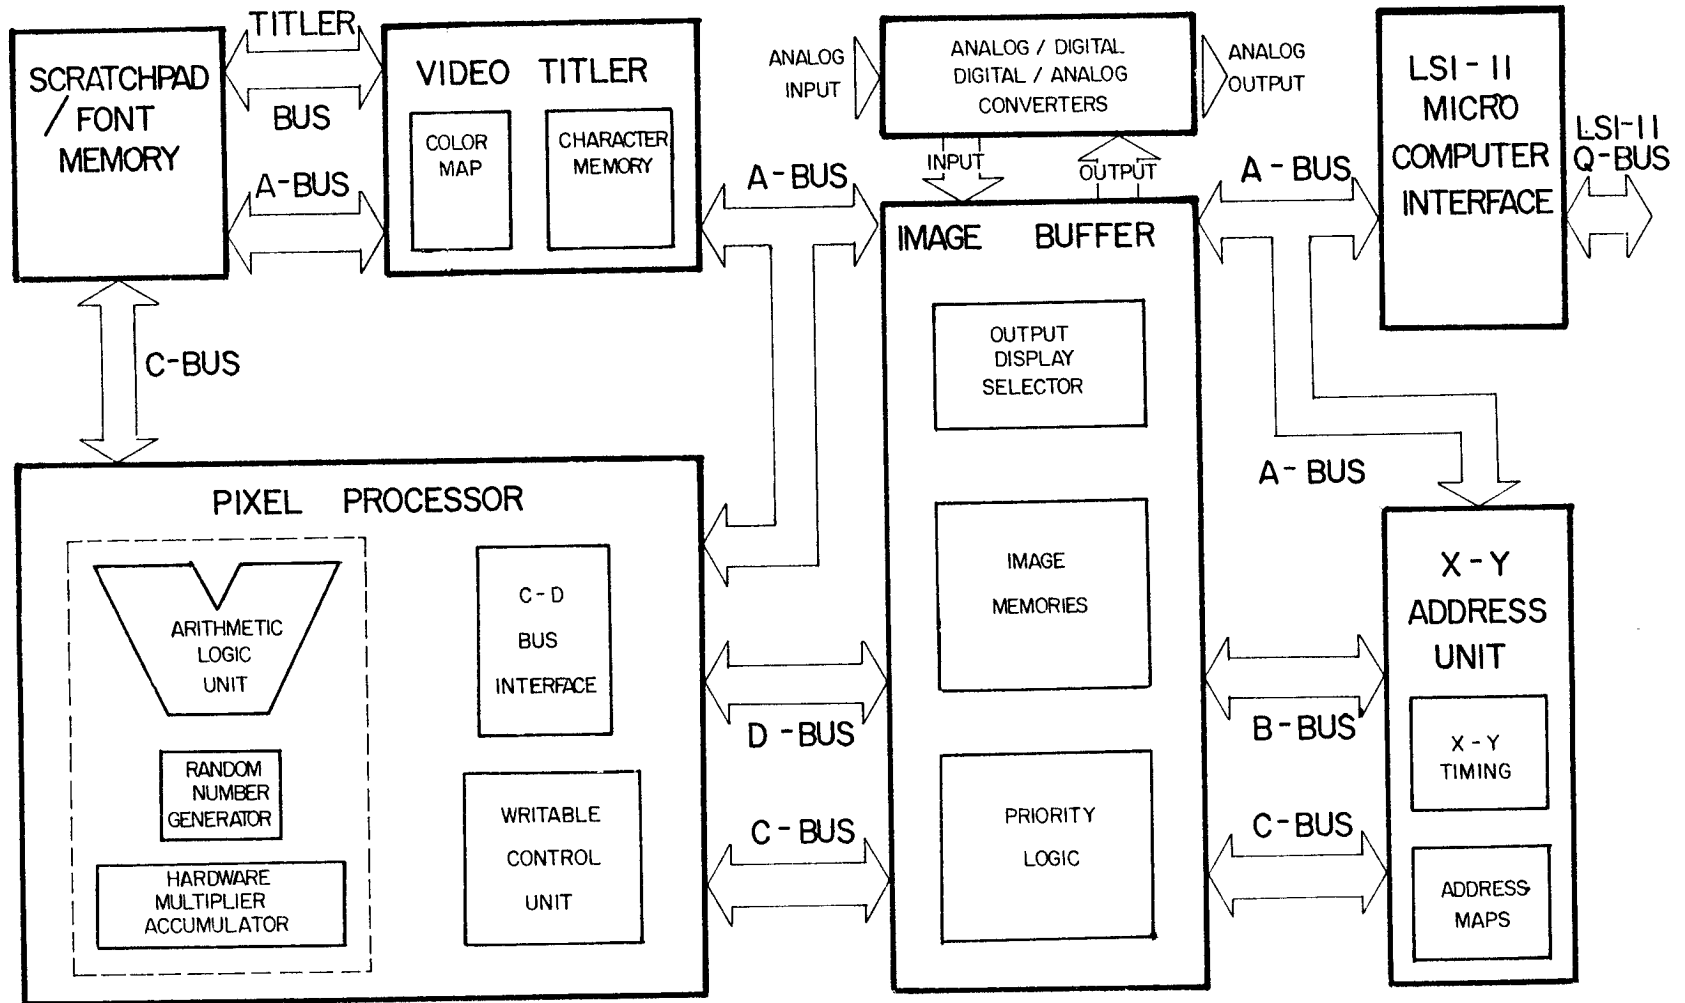 SCRATCHPAD
/ FONT
MEMORY
TITLER
BUS
A-BUS
VIDEO TITLER
COLOR
MAP
CHARACTER
MEMORY
ANALOG
INPUT
ANALOG / DIGITAL
DIGITAL / ANALOG
CONVERTERS
ANALOG
OUTPUT
INPUT
OUTPUT
A-BUS
A-BUS
LSI-11
MICRO
COMPUTER
INTERFACE
LSI-11
Q-BUS
C-BUS
IMAGE BUFFER
OUTPUT
DISPLAY
SELECTOR
IMAGE
MEMORIES
PRIORITY
LOGIC
A-BUS
PIXEL PROCESSOR
ARITHMETIC
LOGIC
UNIT
RANDOM
NUMBER
GENERATOR
HARDWARE
MULTIPLIER
ACCUMULATOR
C-D
BUS
INTERFACE
WRITABLE
CONTROL
UNIT
D-BUS
C-BUS
B-BUS
C-BUS
X-Y
ADDRESS
UNIT
X-Y
TIMING
ADDRESS
MAPS